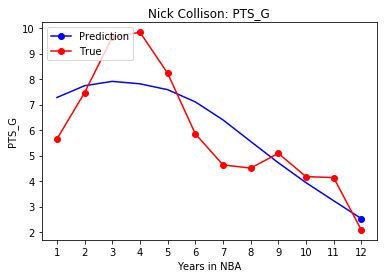 Nick Collison: PTS_G
Prediction
True
10
9
8
7
6
5
4
3
2
PTS_G
1 2 3 4 5 6 7 8 9 10 11 12
Years in NBA